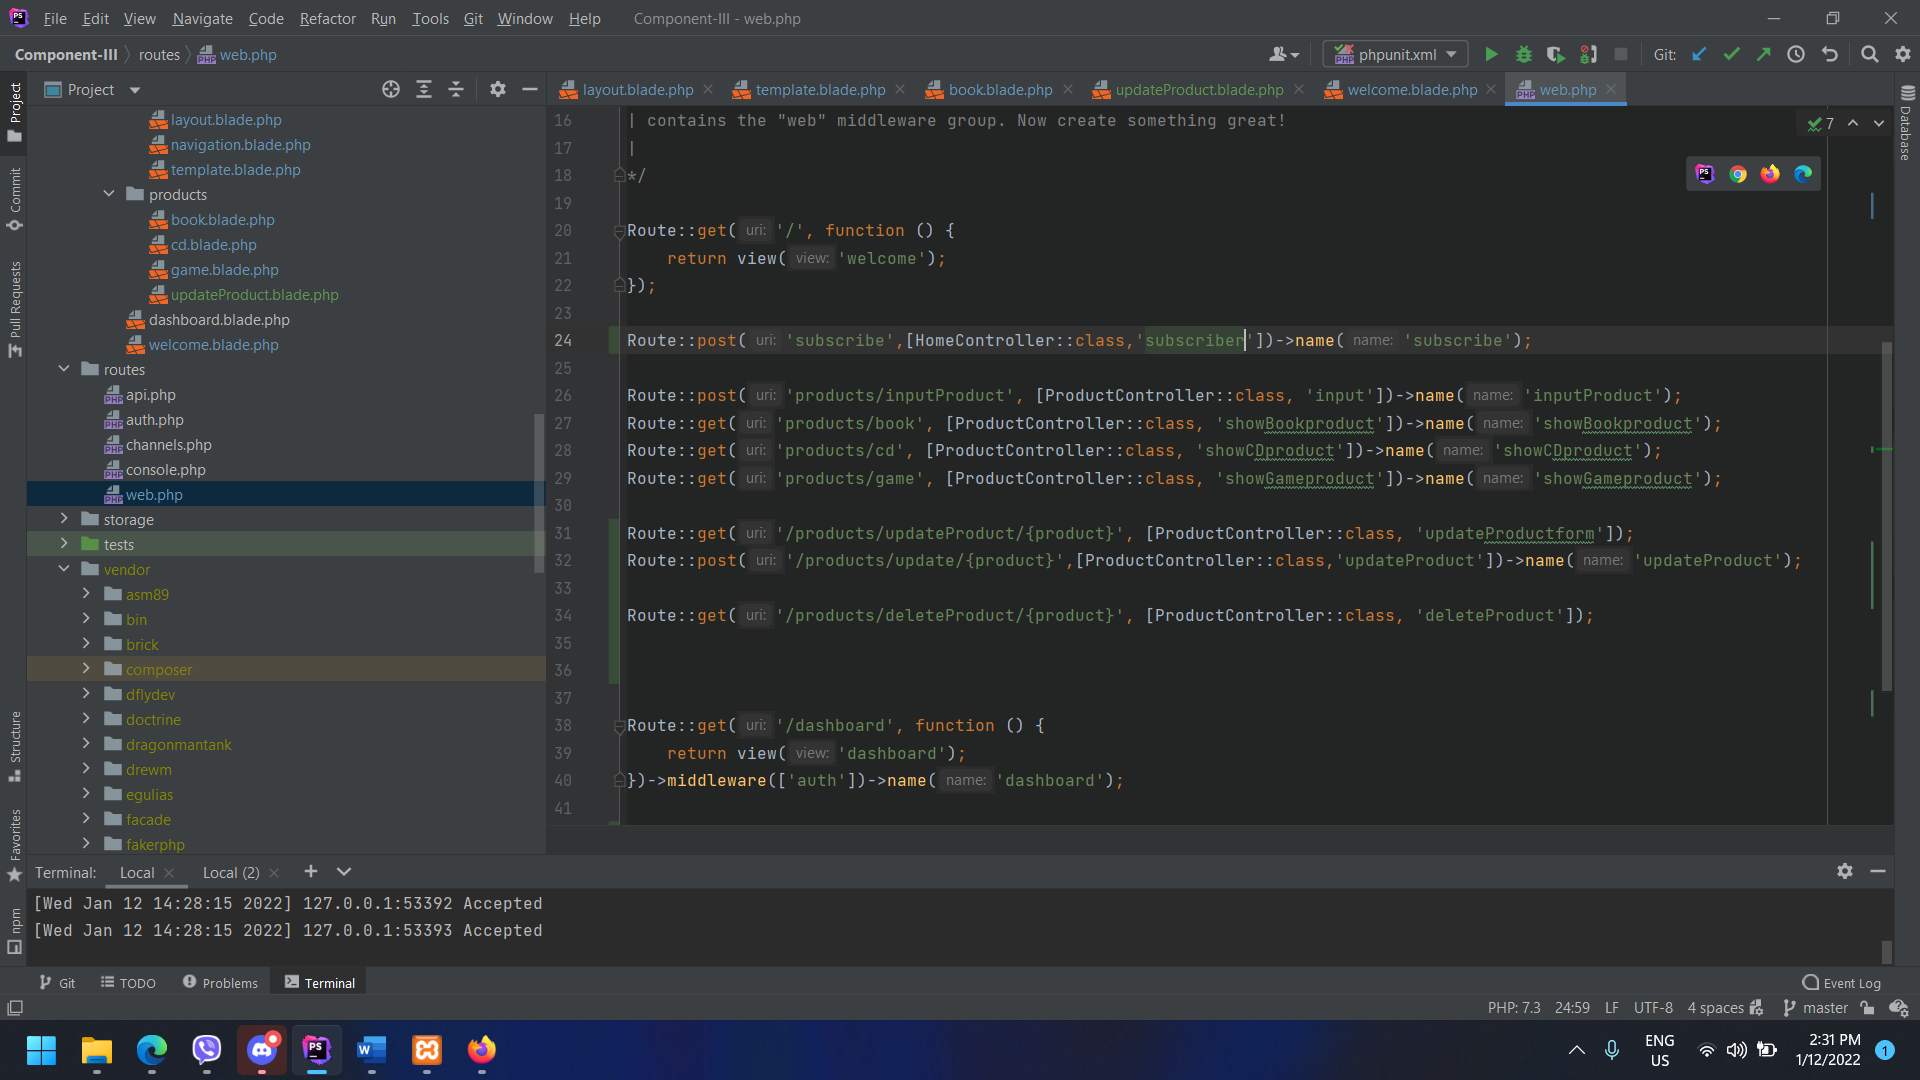 File Edit View Navigate Code Refactor Run Tools Git Window Help Component-III - web.php
Component-III routes web.php phpunit.xml Git:
Project
layout.blade.php template.blade.php book.blade.php updateProduct.blade.php welcome.blade.php web.php
Project
Commit
Pull Requests
Structure
Favorites
npm
Database
layout.blade.php
navigation.blade.php
template.blade.php
products
book.blade.php
cd.blade.php
game.blade.php
updateProduct.blade.php
dashboard.blade.php
welcome.blade.php
routes
api.php
auth.php
channels.php
console.php
web.php
storage
tests
vendor
asm89
bin
brick
composer
dflydev
doctrine
dragonmantank
drewm
egulias
facade
fakerphp
7
16 | contains the "web" middleware group. Now create something great!
17 |
18 */
19
20 Route::get( uri: '/', function () {
21 return view( view: 'welcome');
22 });
23
24 Route::post( uri: 'subscribe',[HomeController::class,'subscriber'])->name( name: 'subscribe');
25
26 Route::post( uri: 'products/inputProduct', [ProductController::class, 'input'])->name( name: 'inputProduct');
27 Route::get( uri: 'products/book', [ProductController::class, 'showBookproduct'])->name( name: 'showBookproduct');
28 Route::get( uri: 'products/cd', [ProductController::class, 'showCDproduct'])->name( name: 'showCDproduct');
29 Route::get( uri: 'products/game', [ProductController::class, 'showGameproduct'])->name( name: 'showGameproduct');
30
31 Route::get( uri: '/products/updateProduct/{product}', [ProductController::class, 'updateProductform']);
32 Route::post( uri: '/products/update/{product}',[ProductController::class,'updateProduct'])->name( name: 'updateProduct');
33
34 Route::get( uri: '/products/deleteProduct/{product}', [ProductController::class, 'deleteProduct']);
35
36
37
38 Route::get( uri: '/dashboard', function () {
39 return view( view: 'dashboard');
40 })->middleware(['auth'])->name( name: 'dashboard');
41
Terminal: Local Local (2)
[Wed Jan 12 14:28:15 2022] 127.0.0.1:53392 Accepted
[Wed Jan 12 14:28:15 2022] 127.0.0.1:53393 Accepted
Git TODO Problems Terminal Event Log
PHP: 7.3 24:59 LF UTF-8 4 spaces master
ENG
US
2:31 PM
1/12/2022
1